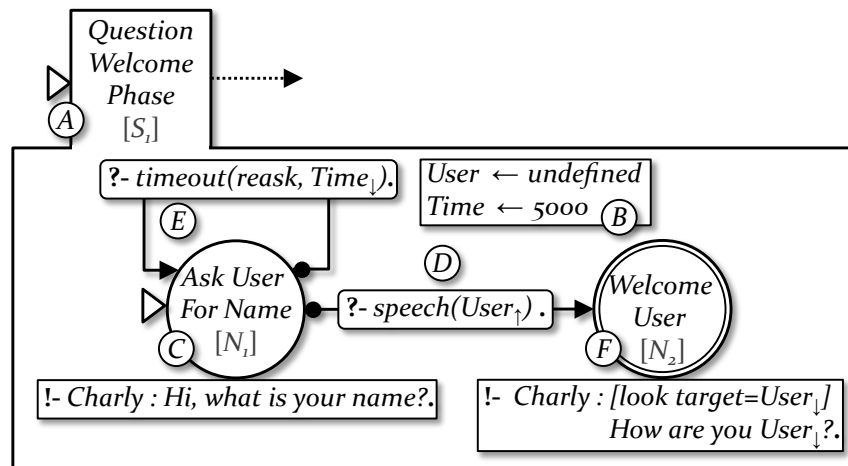 Question
Welcome
Phase
[S₁]
A
?- timeout(reask, Time↓).
User ← undefined
Time ← 5000
B
E
D
Ask User
For Name
[N₁]
C
?- speech(User↑) .
Welcome
User
[N₂]
F
!- Charly : Hi, what is your name?.
!- Charly : [look target=User↓]
How are you User↓?.